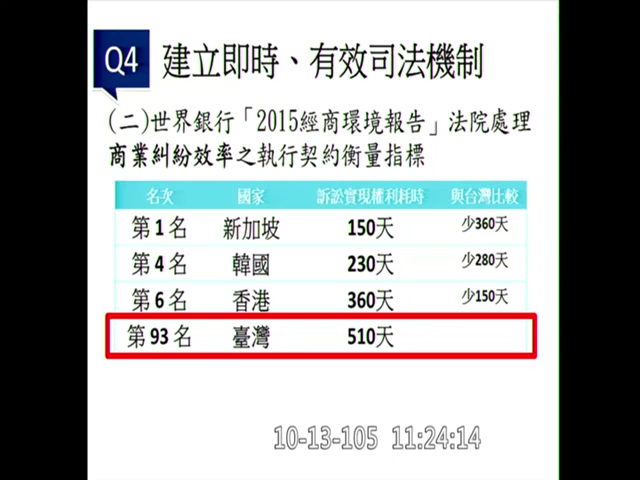 Q4 建立即時、有效司法機制
(二)世界銀行「2015經商環境報告」法院處理
商業糾紛效率之執行契約衡量指標
名次 國家 訴訟實現權利耗時 與台灣比較
第 1 名 新加坡 150天 少360天
第 4 名 韓國 230天 少280天
第 6 名 香港 360天 少150天
第 93 名 臺灣 510天
10-13-105 11:24:14